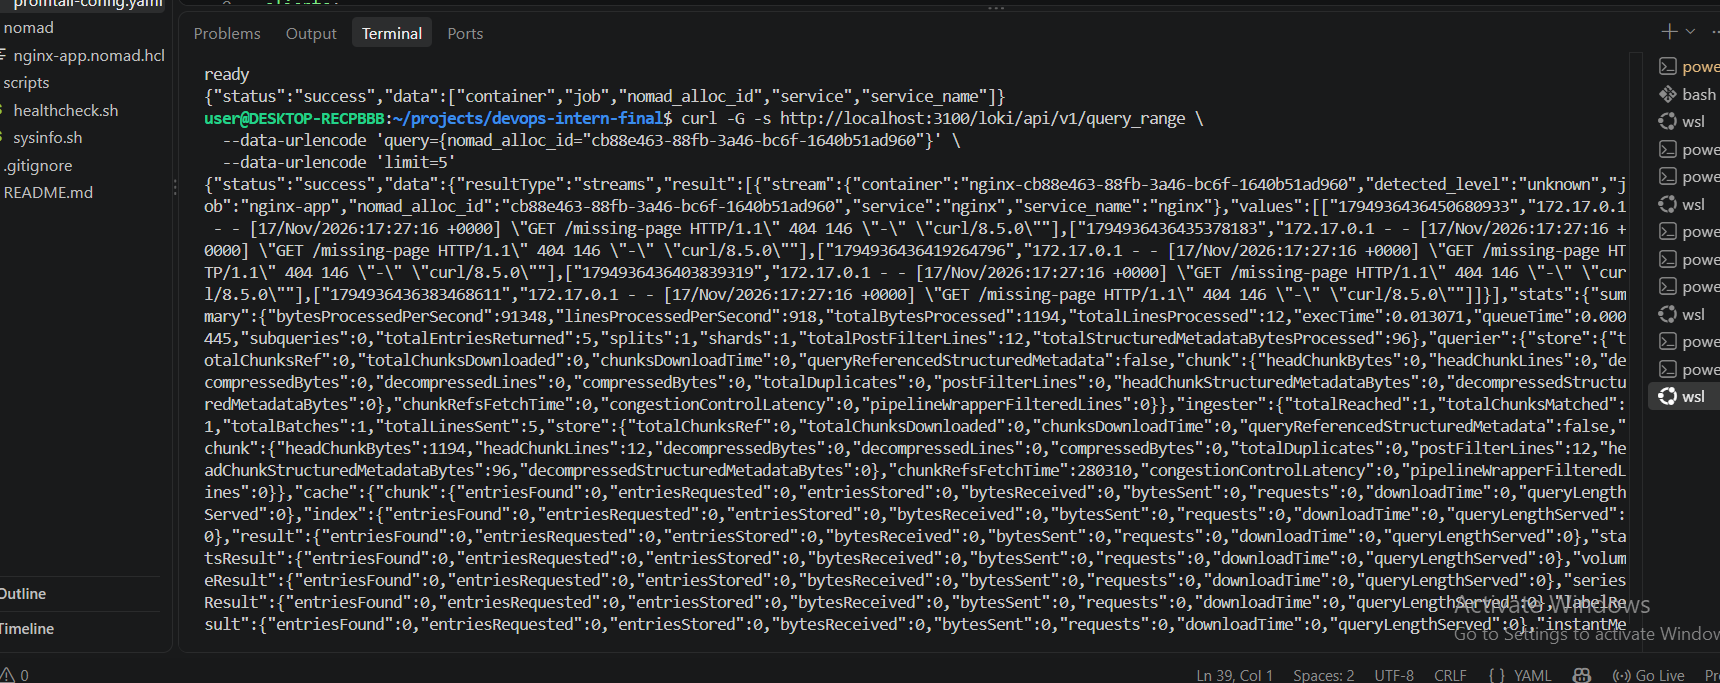 promtail-config.yaml
nomad
nginx-app.nomad.hcl
scripts
healthcheck.sh
sysinfo.sh
.gitignore
README.md
Outline
Timeline
0
Problems Output Terminal Ports
ready
{"status":"success","data":["container","job","nomad_alloc_id","service","service_name"]}
user@DESKTOP-RECPBBB:~/projects/devops-intern-final$ curl -G -s http://localhost:3100/loki/api/v1/query_range \
--data-urlencode 'query={nomad_alloc_id="cb88e463-88fb-3a46-bc6f-1640b51ad960"}' \
--data-urlencode 'limit=5'
{"status":"success","data":{"resultType":"streams","result":[{"stream":{"container":"nginx-cb88e463-88fb-3a46-bc6f-1640b51ad960","detected_level":"unknown","j
ob":"nginx-app","nomad_alloc_id":"cb88e463-88fb-3a46-bc6f-1640b51ad960","service":"nginx","service_name":"nginx"},"values":[["1794936436450680933","172.17.0.1
- - [17/Nov/2026:17:27:16 +0000] \"GET /missing-page HTTP/1.1\" 404 146 \"-\" \"curl/8.5.0\""],["1794936436435378183","172.17.0.1 - - [17/Nov/2026:17:27:16 +
0000] \"GET /missing-page HTTP/1.1\" 404 146 \"-\" \"curl/8.5.0\""],["1794936436419264796","172.17.0.1 - - [17/Nov/2026:17:27:16 +0000] \"GET /missing-page HT
TP/1.1\" 404 146 \"-\" \"curl/8.5.0\""],["1794936436403839319","172.17.0.1 - - [17/Nov/2026:17:27:16 +0000] \"GET /missing-page HTTP/1.1\" 404 146 \"-\" \"cur
l/8.5.0\""],["1794936436383468611","172.17.0.1 - - [17/Nov/2026:17:27:16 +0000] \"GET /missing-page HTTP/1.1\" 404 146 \"-\" \"curl/8.5.0\""]]}],"stats":{"sum
mary":{"bytesProcessedPerSecond":91348,"linesProcessedPerSecond":918,"totalBytesProcessed":1194,"totalLinesProcessed":12,"execTime":0.013071,"queueTime":0.000
445,"subqueries":0,"totalEntriesReturned":5,"splits":1,"shards":1,"totalPostFilterLines":12,"totalStructuredMetadataBytesProcessed":96},"querier":{"store":{"t
otalChunksRef":0,"totalChunksDownloaded":0,"chunksDownloadTime":0,"queryReferencedStructuredMetadata":false,"chunk":{"headChunkBytes":0,"headChunkLines":0,"de
compressedBytes":0,"decompressedLines":0,"compressedBytes":0,"totalDuplicates":0,"postFilterLines":0,"headChunkStructuredMetadataBytes":0,"decompressedStructu
redMetadataBytes":0},"chunkRefsFetchTime":0,"congestionControlLatency":0,"pipelineWrapperFilteredLines":0}},"ingester":{"totalReached":1,"totalChunksMatched":
1,"totalBatches":1,"totalLinesSent":5,"store":{"totalChunksRef":0,"totalChunksDownloaded":0,"chunksDownloadTime":0,"queryReferencedStructuredMetadata":false,"
chunk":{"headChunkBytes":1194,"headChunkLines":12,"decompressedBytes":0,"decompressedLines":0,"compressedBytes":0,"totalDuplicates":0,"postFilterLines":12,"he
adChunkStructuredMetadataBytes":96,"decompressedStructuredMetadataBytes":0},"chunkRefsFetchTime":280310,"congestionControlLatency":0,"pipelineWrapperFilteredL
ines":0}},"cache":{"chunk":{"entriesFound":0,"entriesRequested":0,"entriesStored":0,"bytesReceived":0,"bytesSent":0,"requests":0,"downloadTime":0,"queryLength
Served":0},"index":{"entriesFound":0,"entriesRequested":0,"entriesStored":0,"bytesReceived":0,"bytesSent":0,"requests":0,"downloadTime":0,"queryLengthServed":
0},"result":{"entriesFound":0,"entriesRequested":0,"entriesStored":0,"bytesReceived":0,"bytesSent":0,"requests":0,"downloadTime":0,"queryLengthServed":0},"sta
tsResult":{"entriesFound":0,"entriesRequested":0,"entriesStored":0,"bytesReceived":0,"bytesSent":0,"requests":0,"downloadTime":0,"queryLengthServed":0},"volum
eResult":{"entriesFound":0,"entriesRequested":0,"entriesStored":0,"bytesReceived":0,"bytesSent":0,"requests":0,"downloadTime":0,"queryLengthServed":0},"series
Result":{"entriesFound":0,"entriesRequested":0,"entriesStored":0,"bytesReceived":0,"bytesSent":0,"requests":0,"downloadTime":0,"queryLengthServed":0},"labelRe
sult":{"entriesFound":0,"entriesRequested":0,"entriesStored":0,"bytesReceived":0,"bytesSent":0,"requests":0,"downloadTime":0,"queryLengthServed":0},"instantMe
powe
bash
wsl
powe
powe
wsl
powe
powe
powe
wsl
powe
powe
wsl
Activate Windows
Go to Settings to activate Window
Ln 39, Col 1 Spaces: 2 UTF-8 CRLF { } YAML Go Live Pr